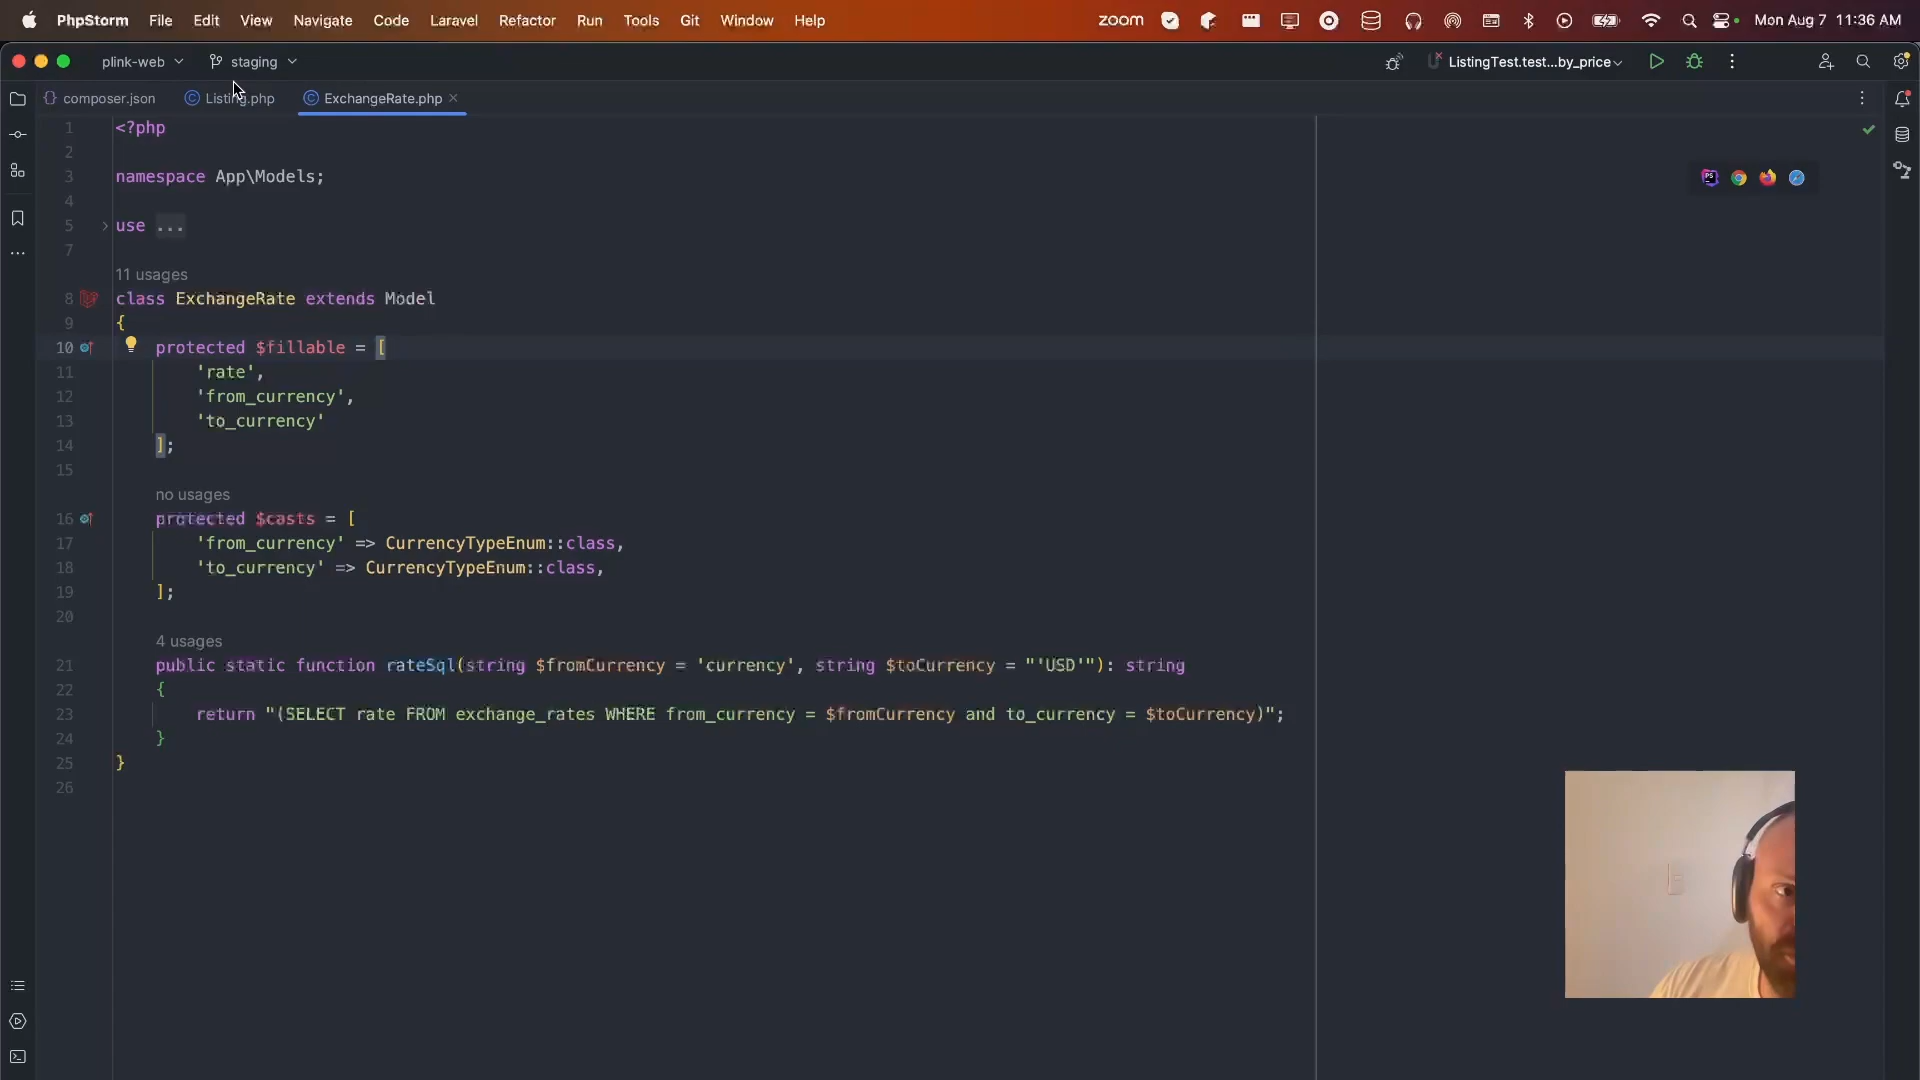 PhpStorm File Edit View Navigate Code Laravel Refactor Run Tools Git Window Help zoom Mon Aug 7 11:36 AM
plink-web staging ListingTest.test...by_price
composer.json Listing.php ExchangeRate.php
1 <?php
2
3 namespace App\Models;
4
5 use ...
7
11 usages
8 class ExchangeRate extends Model
9 {
10 protected $fillable = [
11 'rate',
12 'from_currency',
13 'to_currency'
14 ];
15
no usages
16 protected $casts = [
17 'from_currency' => CurrencyTypeEnum::class,
18 'to_currency' => CurrencyTypeEnum::class,
19 ];
20
4 usages
21 public static function rateSql(string $fromCurrency = 'currency', string $toCurrency = "'USD'"): string
22 {
23 return "(SELECT rate FROM exchange_rates WHERE from_currency = $fromCurrency and to_currency = $toCurrency)";
24 }
25 }
26